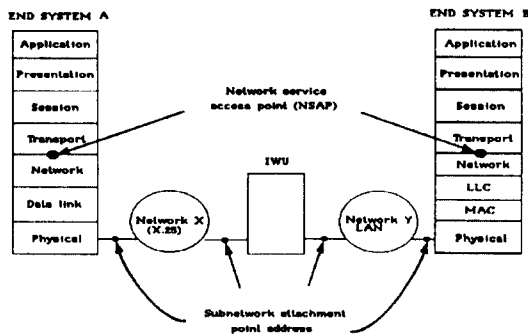 END SYSTEM A
Application
Presentation
Session
Transport
Network
Data link
Physical
Network service
access point (NSAP)
IWU
Network X
(X.25)
Network Y
LAN
Subnetwork attachment
point address
END SYSTEM B
Application
Presentation
Session
Transport
Network
LLC
MAC
Physical